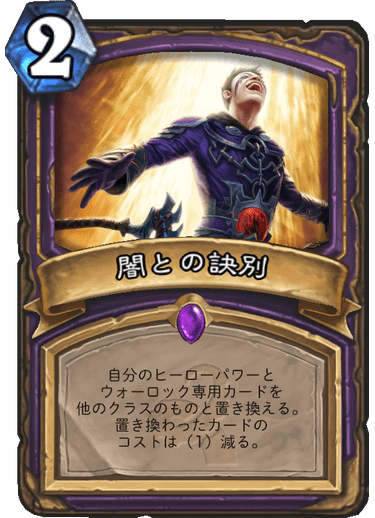 2
闇との訣別
自分のヒーローパワーと
ウォーロック専用カードを
他のクラスのものと置き換える。
置き換わったカードの
コストは（1）減る。